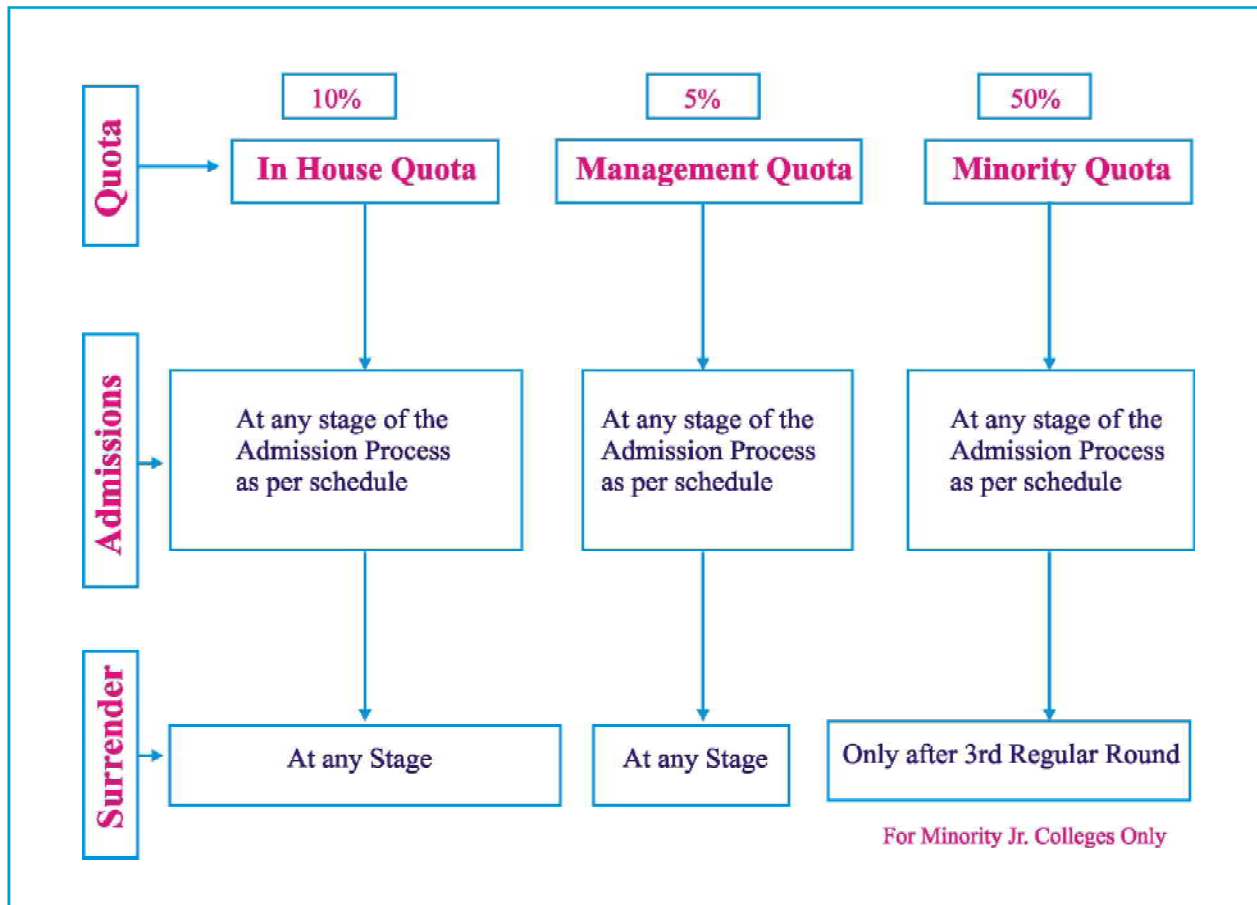 Quota
10%
5%
50%
In House Quota
Management Quota
Minority Quota
Admissions
At any stage of the
Admission Process
as per schedule
At any stage of the
Admission Process
as per schedule
At any stage of the
Admission Process
as per schedule
Surrender
At any Stage
At any Stage
Only after 3rd Regular Round
For Minority Jr. Colleges Only